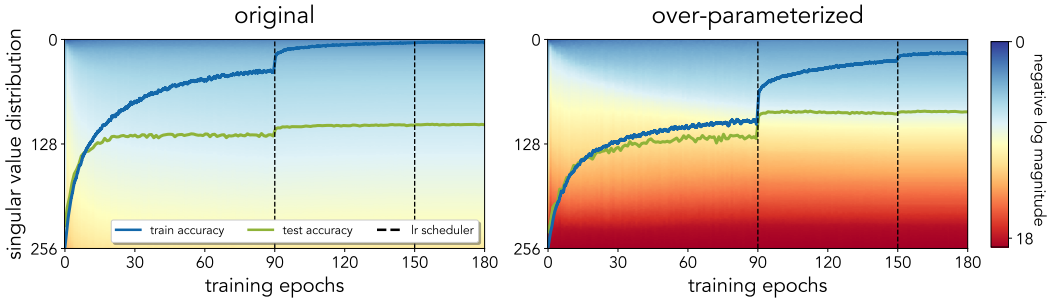 original
over-parameterized
singular value distribution
0
128
256
train accuracy
test accuracy
lr scheduler
0
30
60
90
120
150
180
training epochs
0
128
256
0
30
60
90
120
150
180
training epochs
0
18
negative log magnitude